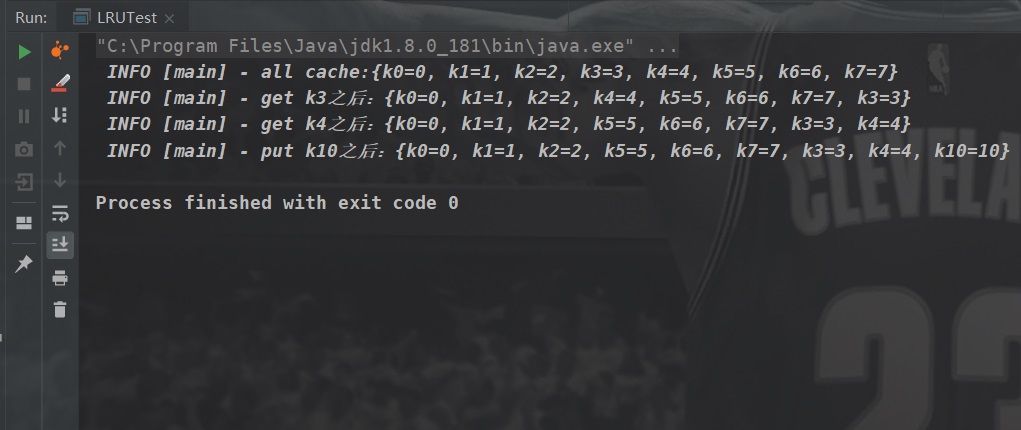 Run: LRUTest
"C:\Program Files\Java\jdk1.8.0_181\bin\java.exe" ...
INFO [main] - all cache:{k0=0, k1=1, k2=2, k3=3, k4=4, k5=5, k6=6, k7=7}
INFO [main] - get k3之后：{k0=0, k1=1, k2=2, k4=4, k5=5, k6=6, k7=7, k3=3}
INFO [main] - get k4之后：{k0=0, k1=1, k2=2, k5=5, k6=6, k7=7, k3=3, k4=4}
INFO [main] - put k10之后：{k0=0, k1=1, k2=2, k5=5, k6=6, k7=7, k3=3, k4=4, k10=10}
Process finished with exit code 0
NBA
CLEVELA
23